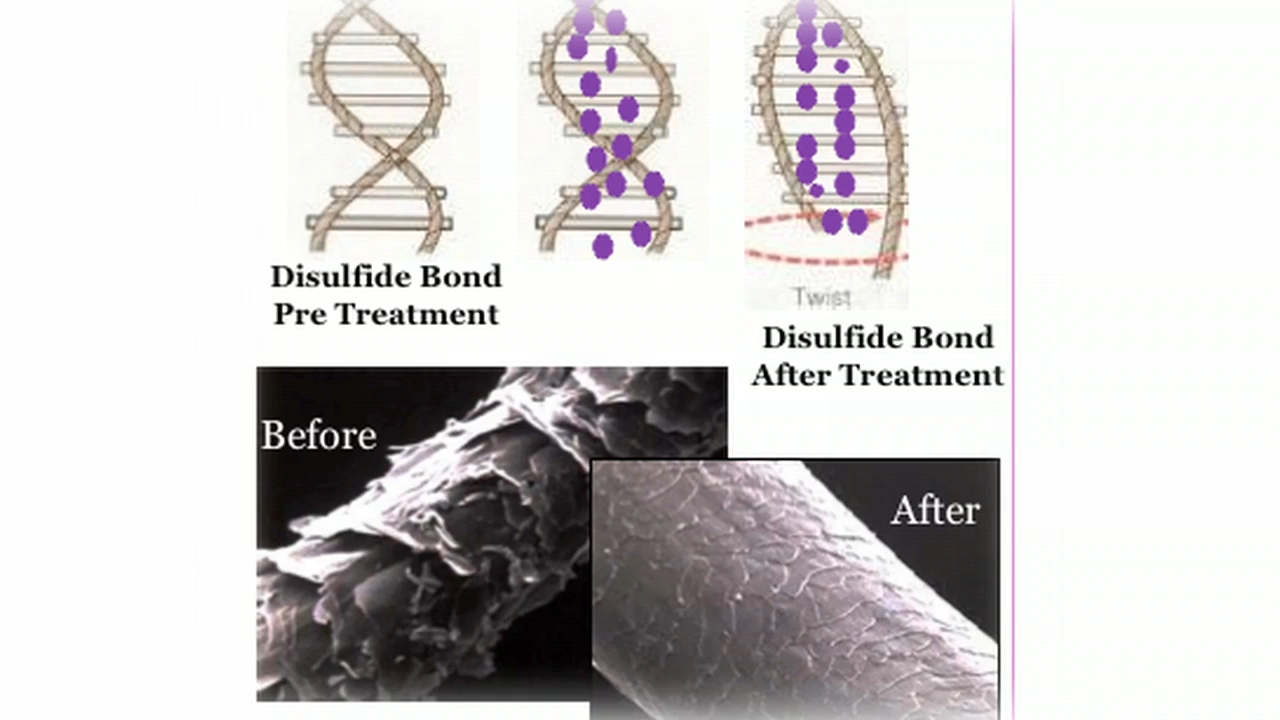 Disulfide Bond
Pre Treatment
Twist
Disulfide Bond
After Treatment
Before
After